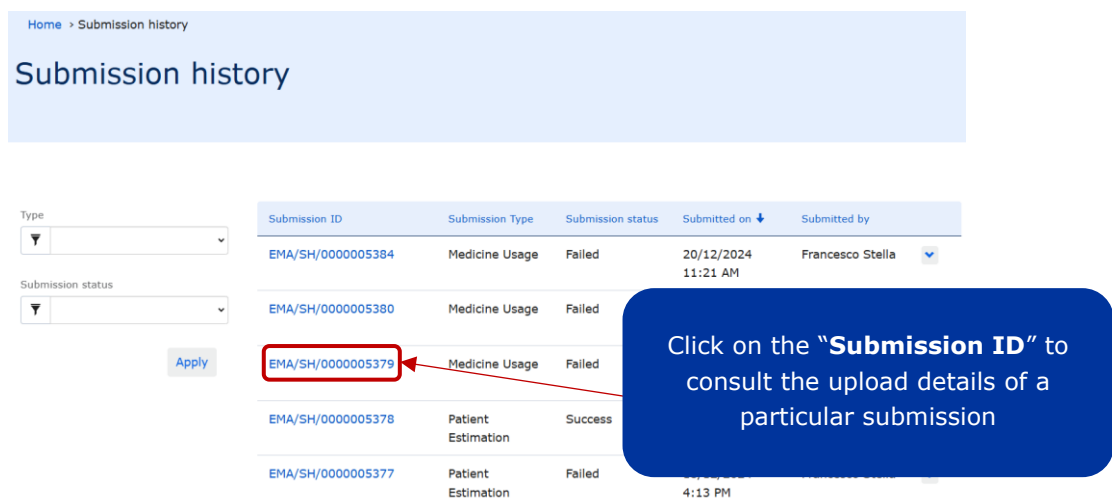 Home › Submission history
Submission history
Type
Submission status
Apply
Submission ID Submission Type Submission status Submitted on Submitted by
EMA/SH/0000005384 Medicine Usage Failed 20/12/2024 Francesco Stella
11:21 AM
EMA/SH/0000005380 Medicine Usage Failed
EMA/SH/0000005379 Medicine Usage Failed
EMA/SH/0000005378 Patient Success
Estimation
EMA/SH/0000005377 Patient Failed
Estimation 4:13 PM
Click on the “Submission ID” to
consult the upload details of a
particular submission